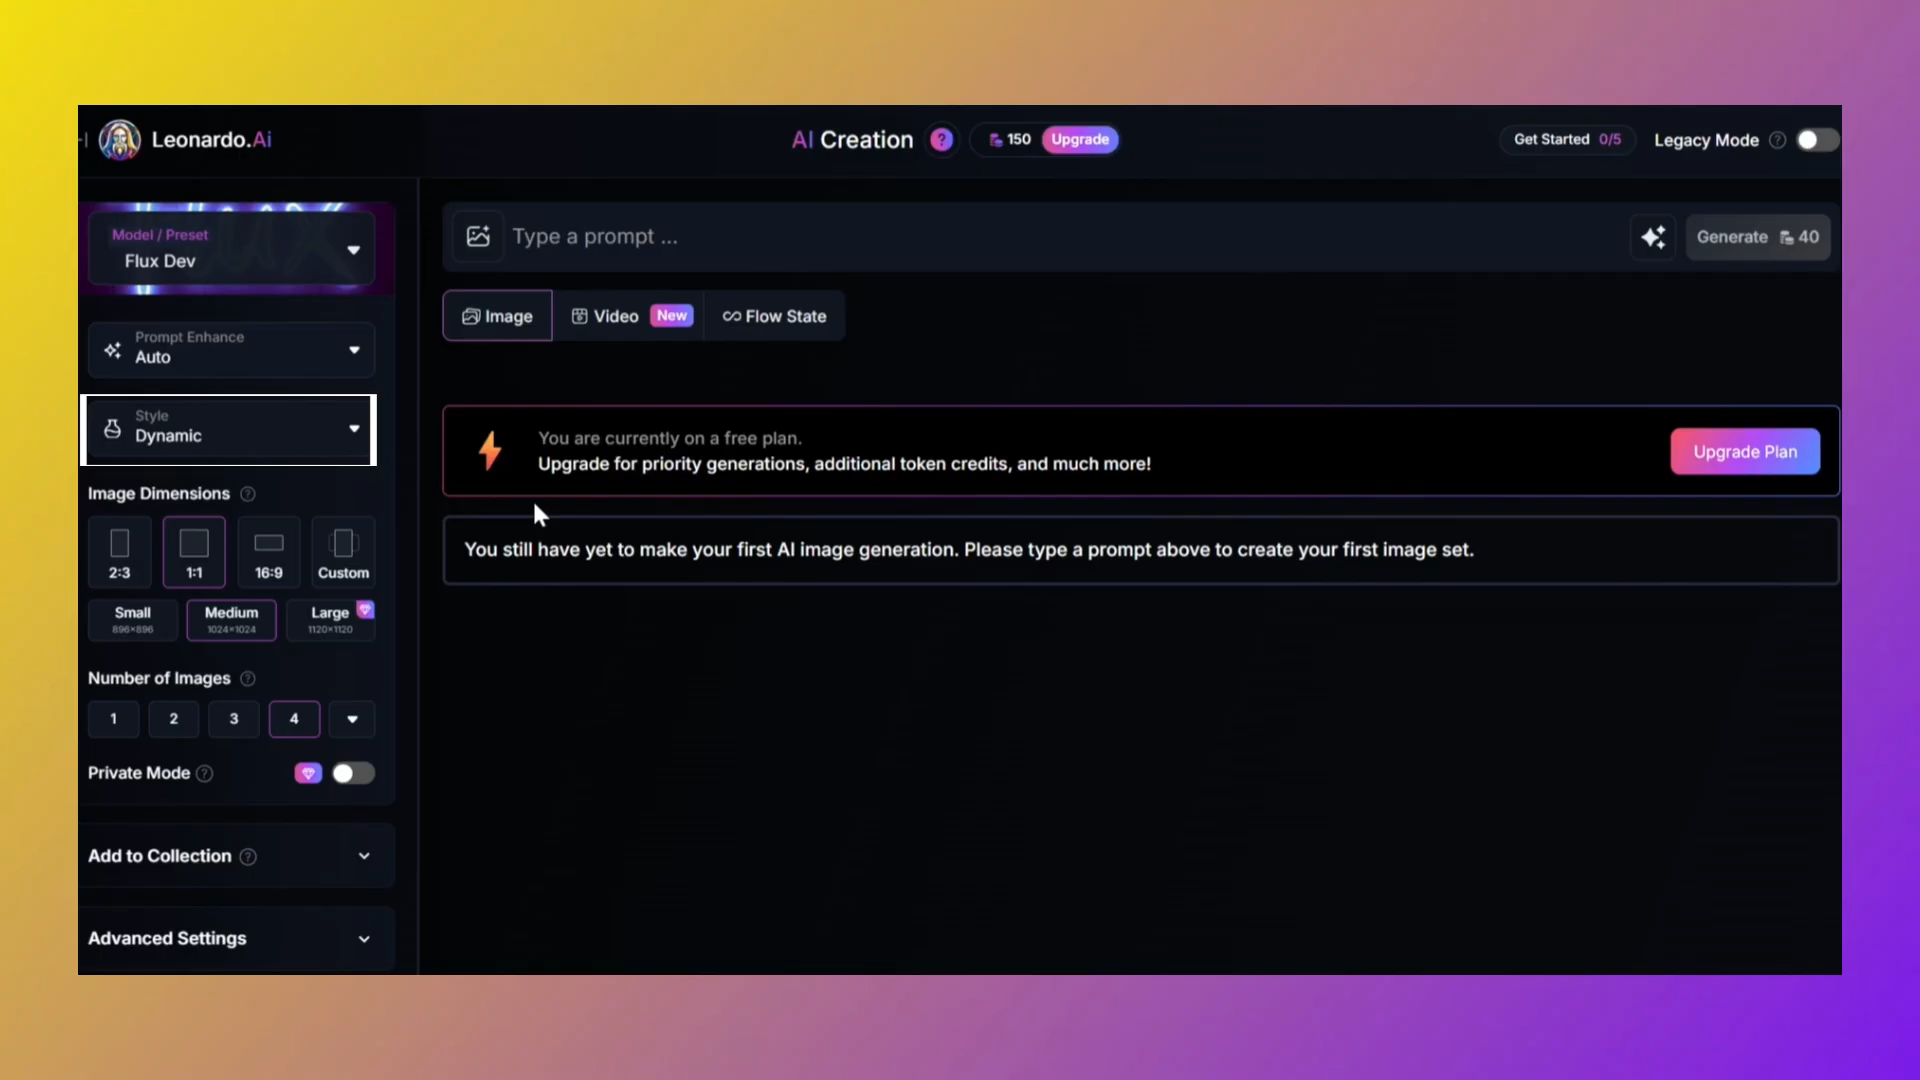 Leonardo.Ai
AI Creation ?
150 Upgrade
Get Started 0/5
Legacy Mode ?
Model / Preset
Flux Dev
Type a prompt ...
Generate 40
Prompt Enhance
Auto
Image
Video New
Flow State
Style
Dynamic
You are currently on a free plan.
Upgrade for priority generations, additional token credits, and much more!
Upgrade Plan
Image Dimensions ?
2:3
1:1
16:9
Custom
You still have yet to make your first AI image generation. Please type a prompt above to create your first image set.
Small
896×896
Medium
1024×1024
Large
1120×1120
Number of Images ?
1
2
3
4
Private Mode ?
Add to Collection ?
Advanced Settings